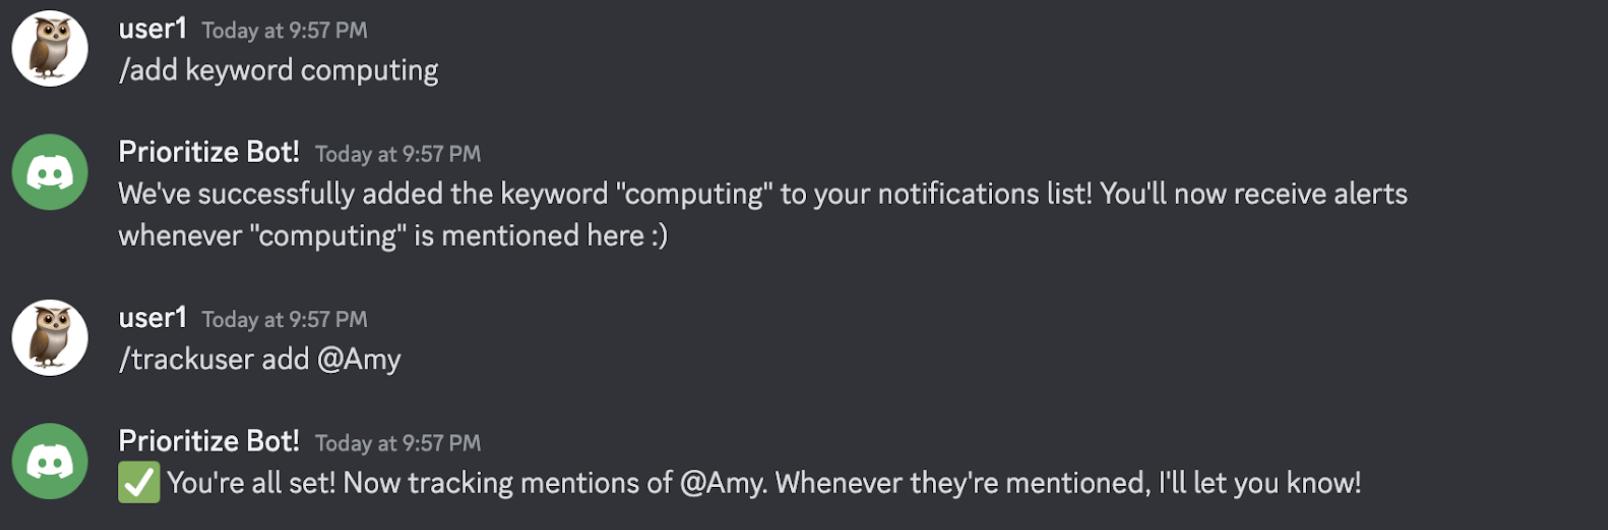 user1 Today at 9:57 PM
/add keyword computing
Prioritize Bot! Today at 9:57 PM
We've successfully added the keyword "computing" to your notifications list! You'll now receive alerts
whenever "computing" is mentioned here :)
user1 Today at 9:57 PM
/trackuser add @Amy
Prioritize Bot! Today at 9:57 PM
✅ You're all set! Now tracking mentions of @Amy. Whenever they're mentioned, I'll let you know!